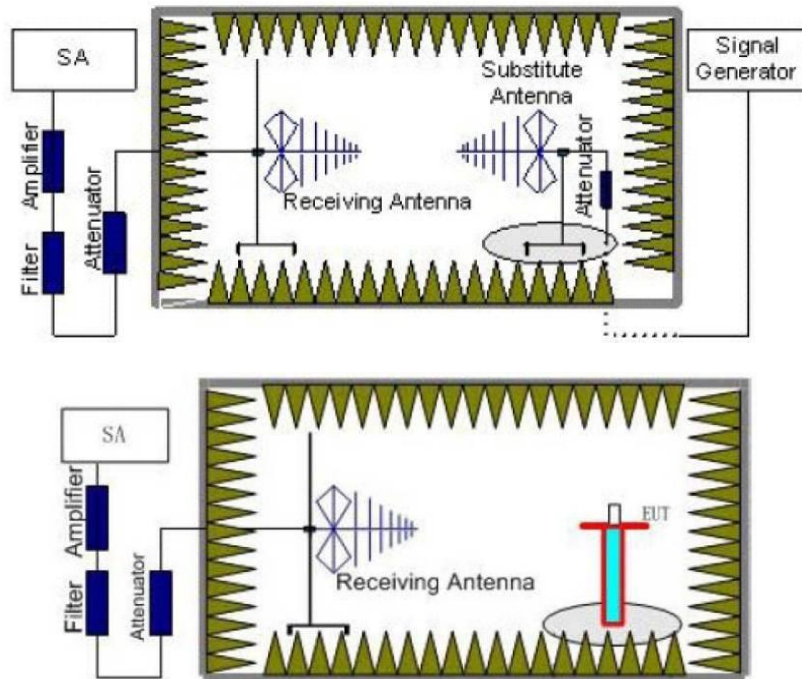 SA
Amplifier
Filter
Attenuator
Receiving Antenna
Substitute
Antenna
Attenuator
Signal
Generator
SA
Amplifier
Filter
Attenuator
Receiving Antenna
EUT